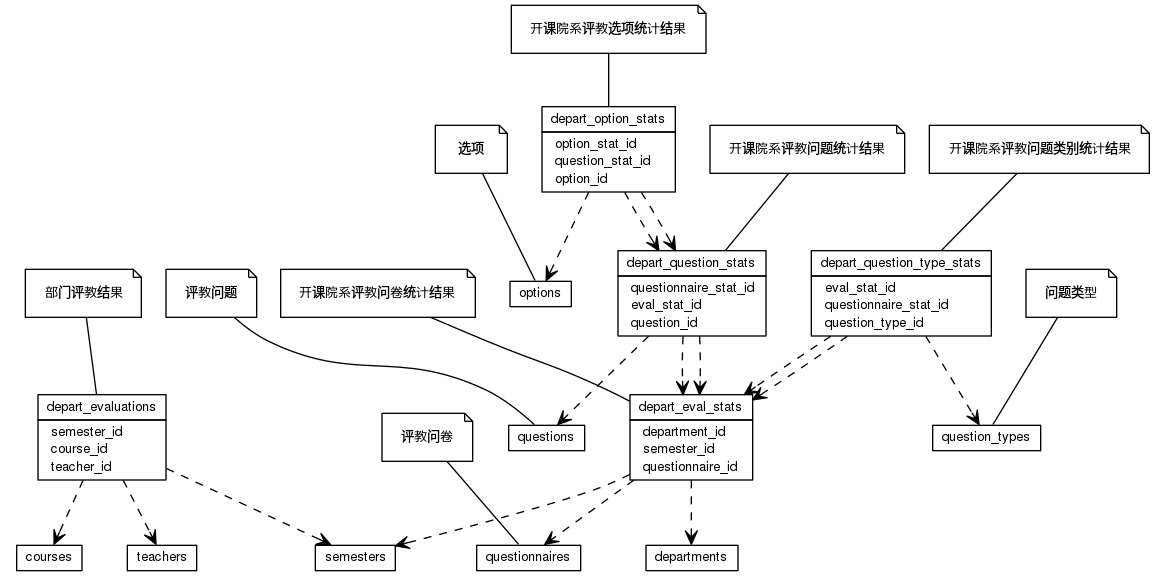 开课院系评教选项统计结果
depart_option_stats
option_stat_id
question_stat_id
option_id
选项
开课院系评教问题统计结果
开课院系评教问题类别统计结果
depart_question_stats
questionnaire_stat_id
eval_stat_id
question_id
depart_question_type_stats
eval_stat_id
questionnaire_stat_id
question_type_id
options
部门评教结果
评教问题
开课院系评教问卷统计结果
问题类型
depart_evaluations
semester_id
course_id
teacher_id
评教问卷
questions
depart_eval_stats
department_id
semester_id
questionnaire_id
question_types
courses
teachers
semesters
questionnaires
departments